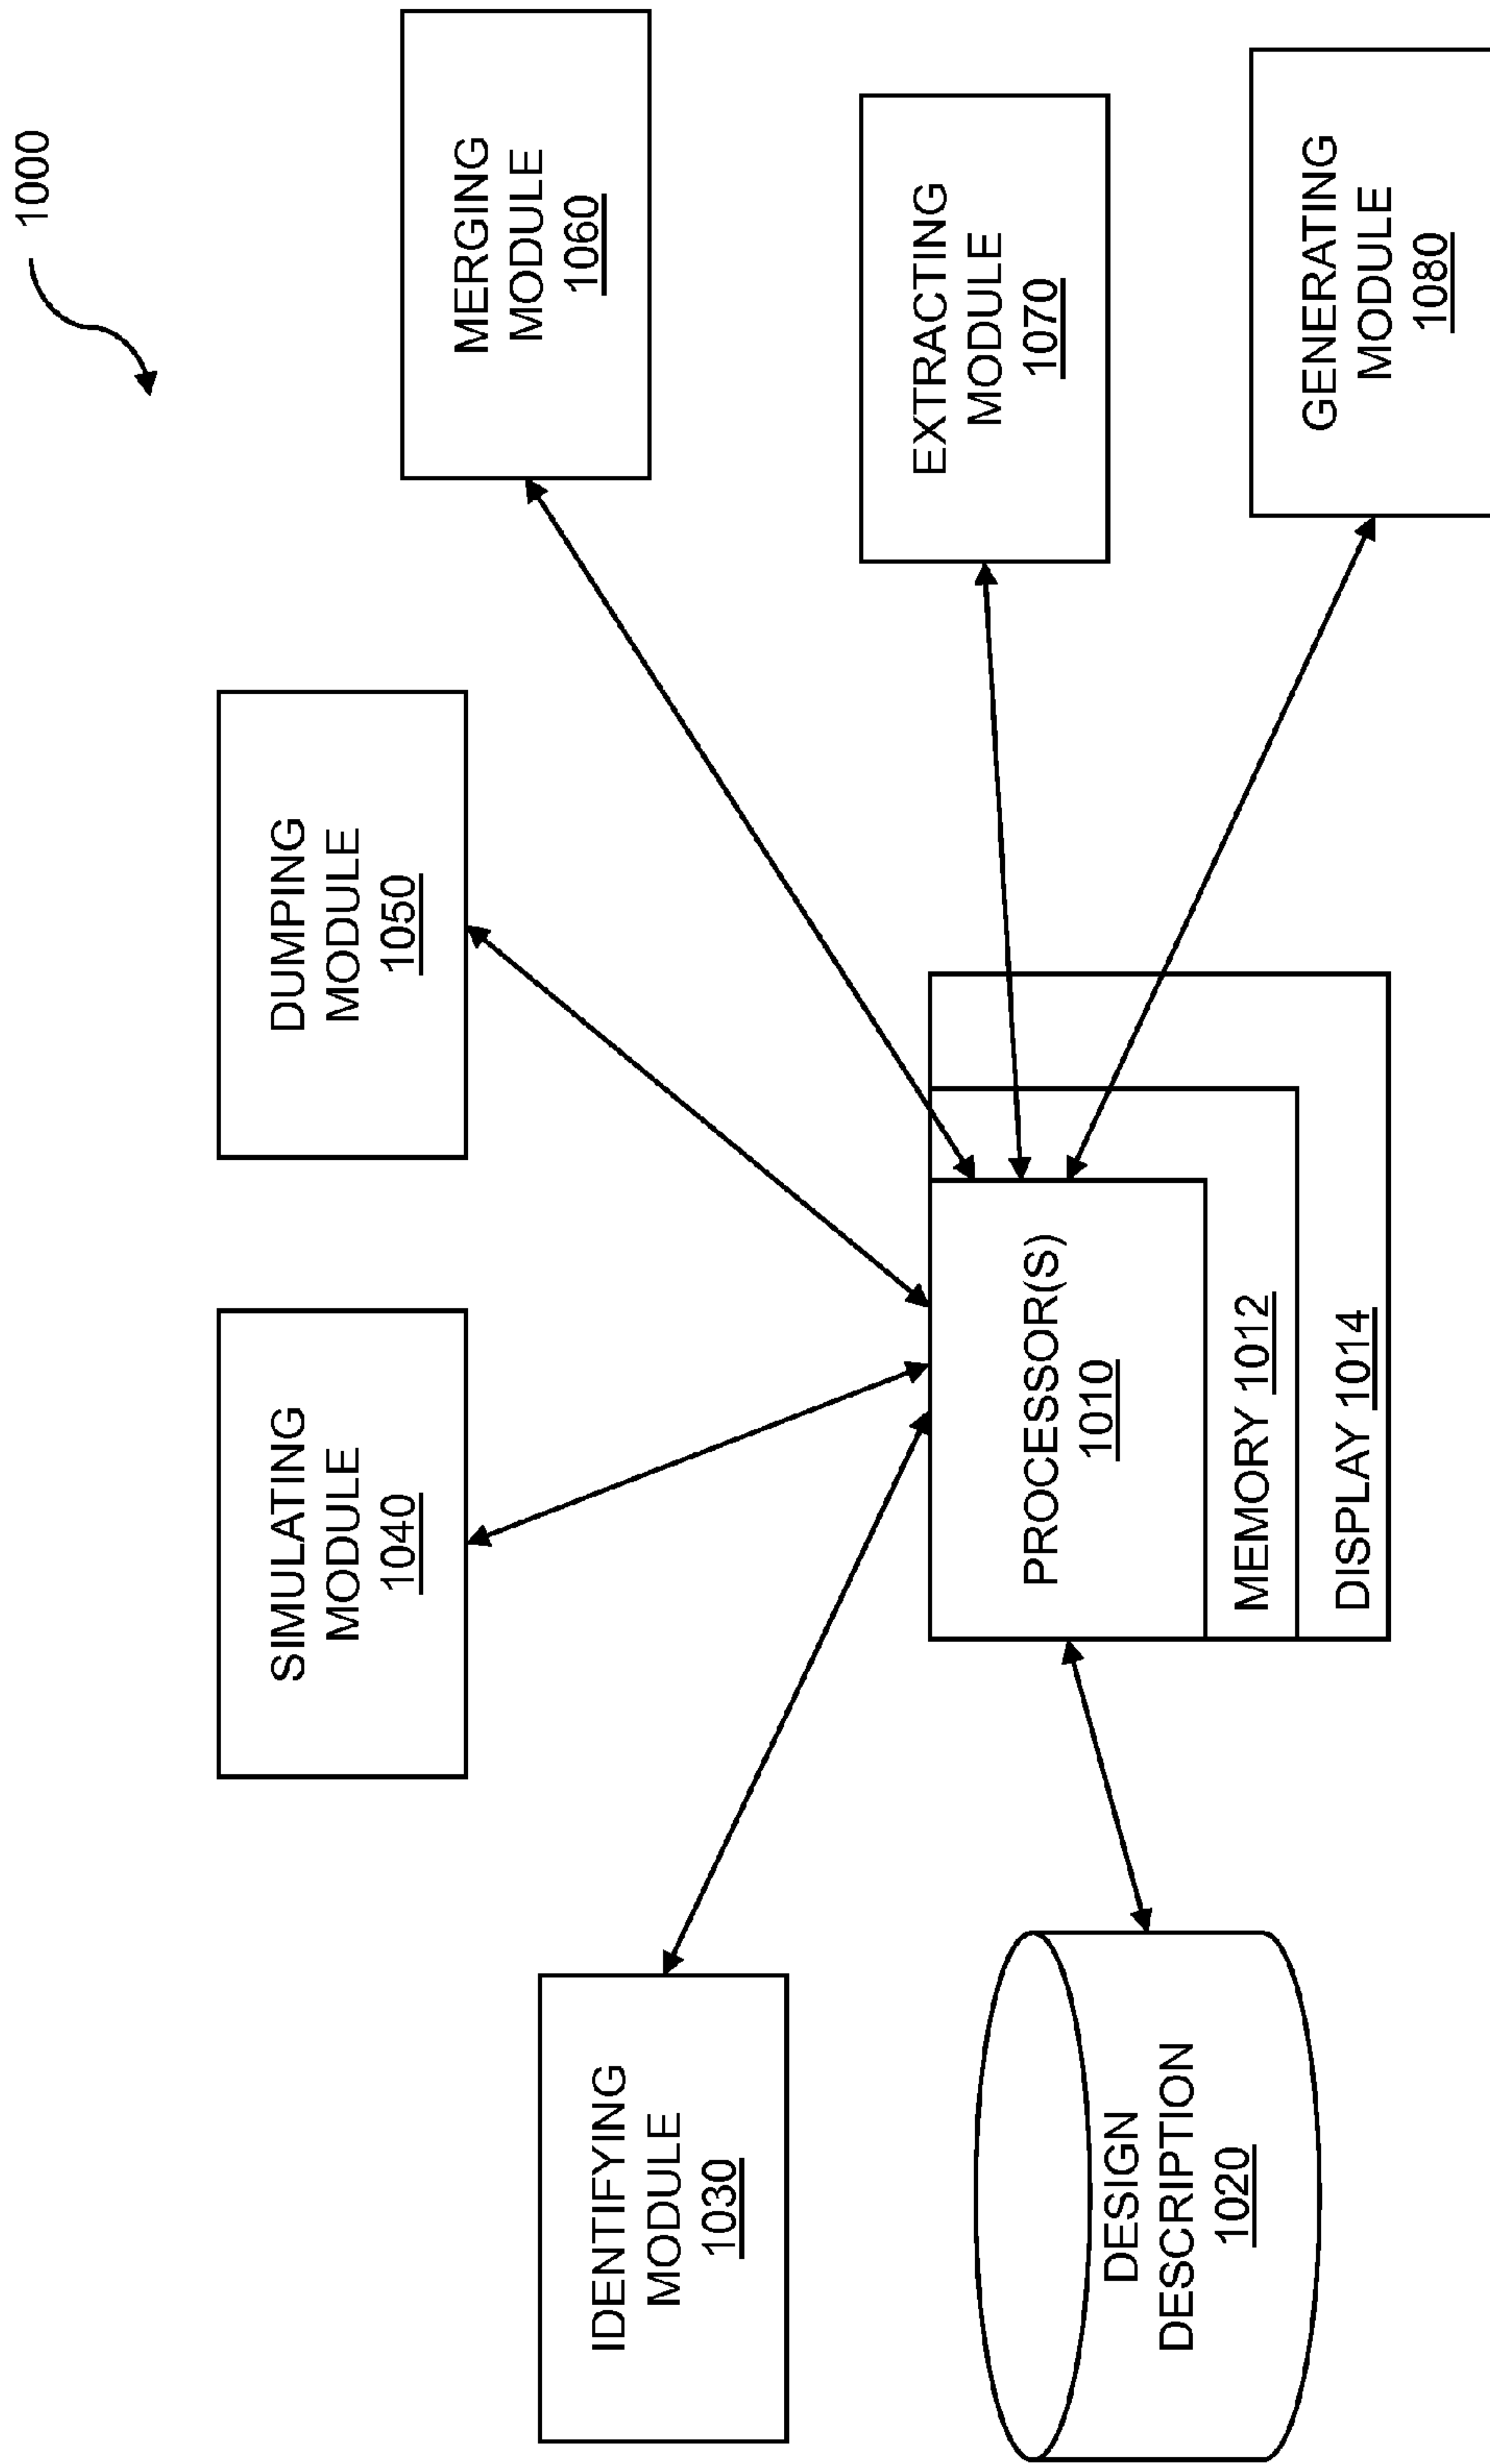 1000
IDENTIFYING
MODULE
1030
SIMULATING
MODULE
1040
DUMPING
MODULE
1050
MERGING
MODULE
1060
EXTRACTING
MODULE
1070
GENERATING
MODULE
1080
DESIGN
DESCRIPTION
1020
PROCESSOR(S)
1010
MEMORY 1012
DISPLAY 1014